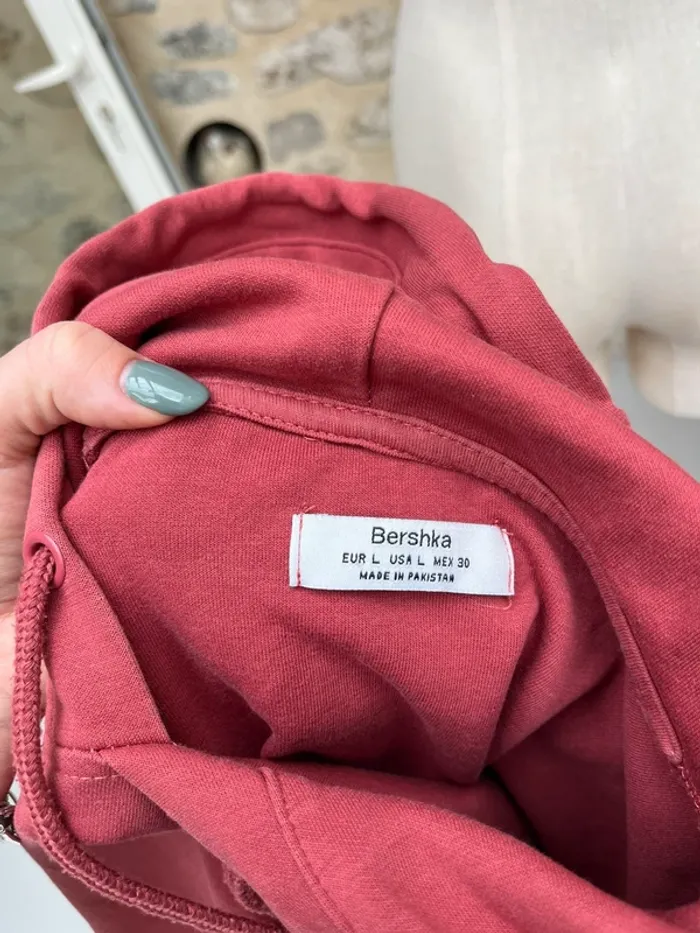 Bershka
EUR L USA L MEX 30
MADE IN PAKISTAN